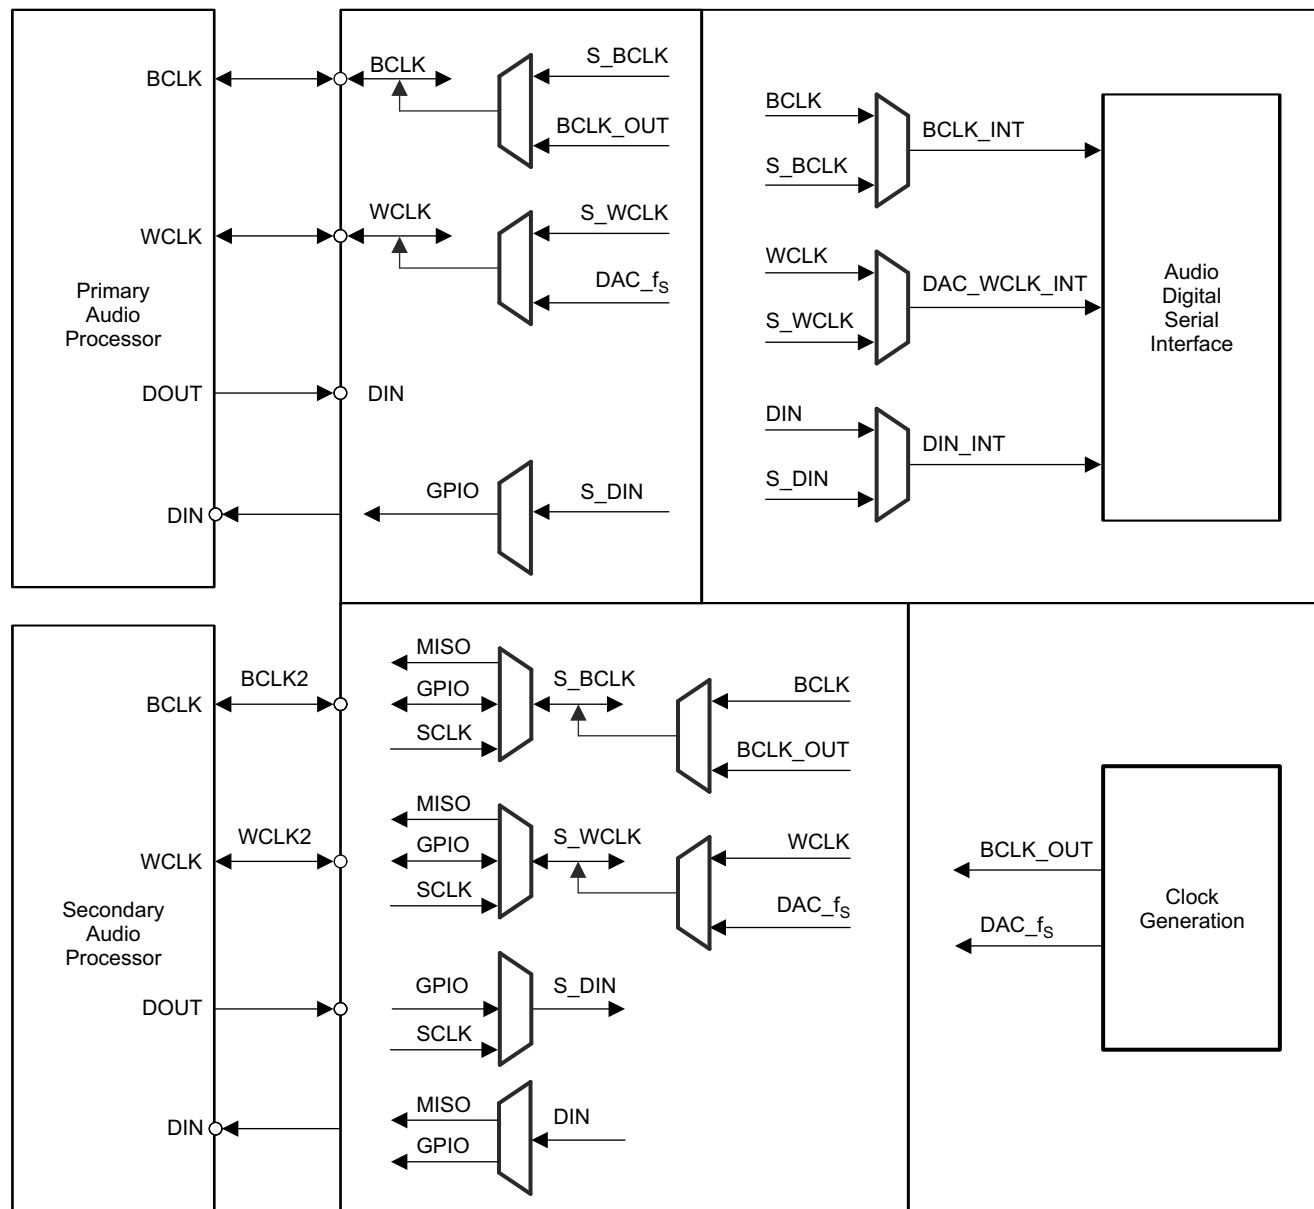 BCLK
WCLK
Primary
Audio
Processor
DOUT
DIN
BCLK
S_BCLK
BCLK_OUT
WCLK
S_WCLK
DAC_fS
DIN
GPIO
S_DIN
BCLK
S_BCLK
BCLK_INT
WCLK
S_WCLK
DAC_WCLK_INT
DIN
S_DIN
DIN_INT
Audio
Digital
Serial
Interface
BCLK
BCLK2
WCLK
WCLK2
Secondary
Audio
Processor
DOUT
DIN
MISO
GPIO
SCLK
S_BCLK
BCLK
BCLK_OUT
MISO
GPIO
SCLK
S_WCLK
WCLK
DAC_fS
GPIO
SCLK
S_DIN
MISO
GPIO
DIN
BCLK_OUT
DAC_fS
Clock
Generation